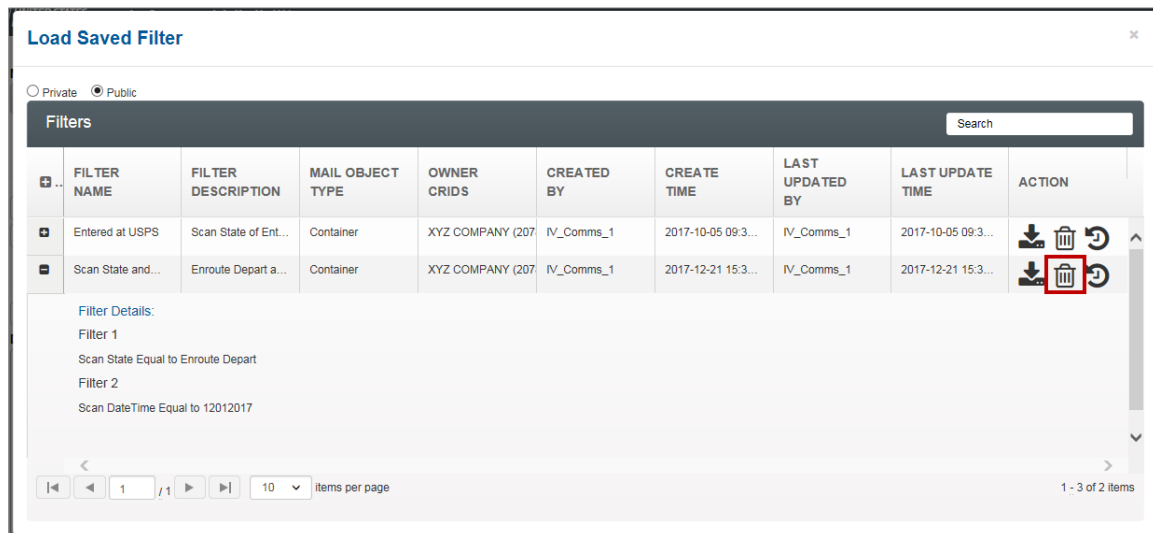 Load Saved Filter
×
Private Public
Filters
Search
FILTER NAME
FILTER DESCRIPTION
MAIL OBJECT TYPE
OWNER CRIDS
CREATED BY
CREATE TIME
LAST UPDATED BY
LAST UPDATE TIME
ACTION
Entered at USPS Scan State of Ent... Container XYZ COMPANY (207 IV_Comms_1 2017-10-05 09:3... IV_Comms_1 2017-10-05 09:3...
Scan State and... Enroute Depart a... Container XYZ COMPANY (207 IV_Comms_1 2017-12-21 15:3... IV_Comms_1 2017-12-21 15:3...
Filter Details:
Filter 1
Scan State Equal to Enroute Depart
Filter 2
Scan DateTime Equal to 12012017
1 / 1 10 items per page 1 - 3 of 2 items